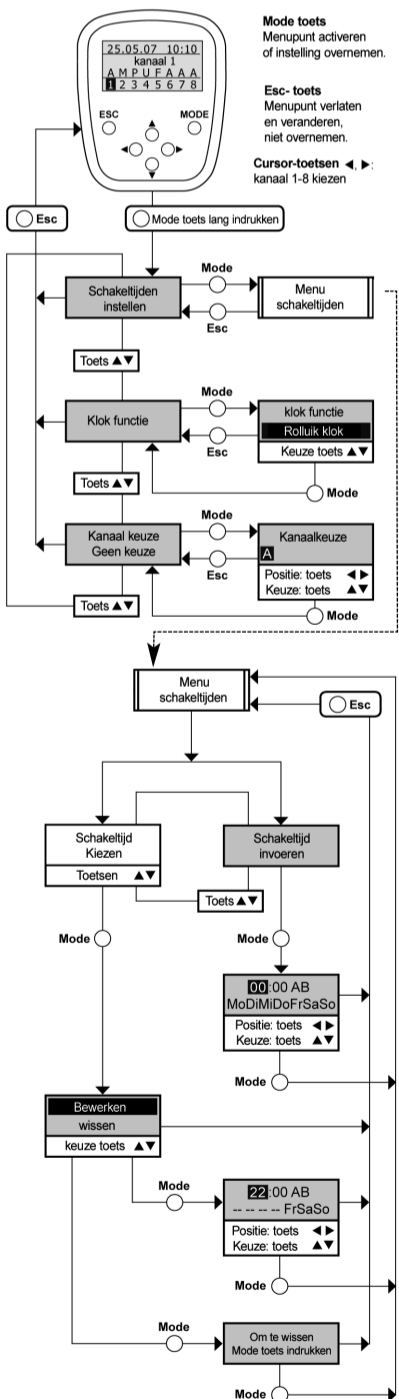 Mode toets
Menupunt activeren
of instelling overnemen.
Esc- toets
Menupunt verlaten
en veranderen,
niet overnemen.
Cursor-toetsen ◀, ▶:
kanaal 1-8 kiezen
25.05.07 10:10
kanaal 1
A M P U F A A A
1 2 3 4 5 6 7 8
ESC
MODE
Esc
Mode toets lang indrukken
Schakeltijden
instellen
Mode
Esc
Menu
schakeltijden
Toets ▲▼
Klok functie
Mode
Esc
klok functie
Rolluik klok
Keuze toets ▲▼
Mode
Toets ▲▼
Kanaal keuze
Geen keuze
Mode
Esc
Kanaalkeuze
A
Positie: toets ◀▶
Keuze: toets ▲▼
Mode
Toets ▲▼
Menu
schakeltijden
Esc
Schakeltijd
Kiezen
Toetsen ▲▼
Schakeltijd
invoeren
Toets ▲▼
Mode
Mode
00:00 AB
MoDiMiDoFrSaSo
Positie: toets ◀▶
Keuze: toets ▲▼
Mode
Bewerken
wissen
keuze toets ▲▼
Mode
22:00 AB
-- -- -- -- FrSaSo
Positie: toets ◀▶
Keuze: toets ▲▼
Mode
Mode
Om te wissen
Mode toets indrukken
Mode